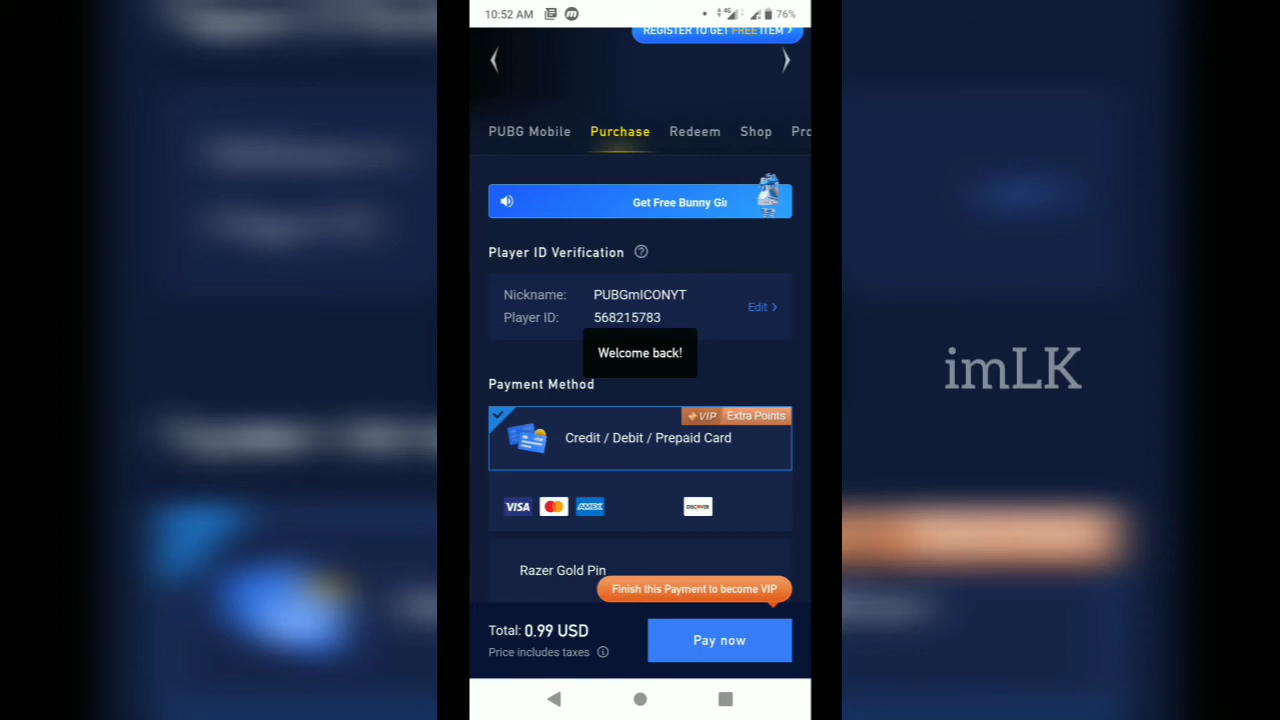 10:52 AM
4G
76%
REGISTER TO GET FREE ITEM >
PUBG Mobile Purchase Redeem Shop Pro
Get Free Bunny Gir
Player ID Verification ?
Nickname: PUBGmICONYT
Edit >
Player ID: 568215783
Welcome back!
Payment Method
VIP Extra Points
Credit / Debit / Prepaid Card
VISA AMEX DISCOVER
Razer Gold Pin
Finish this Payment to become VIP
Total: 0.99 USD
Pay now
Price includes taxes
imLK